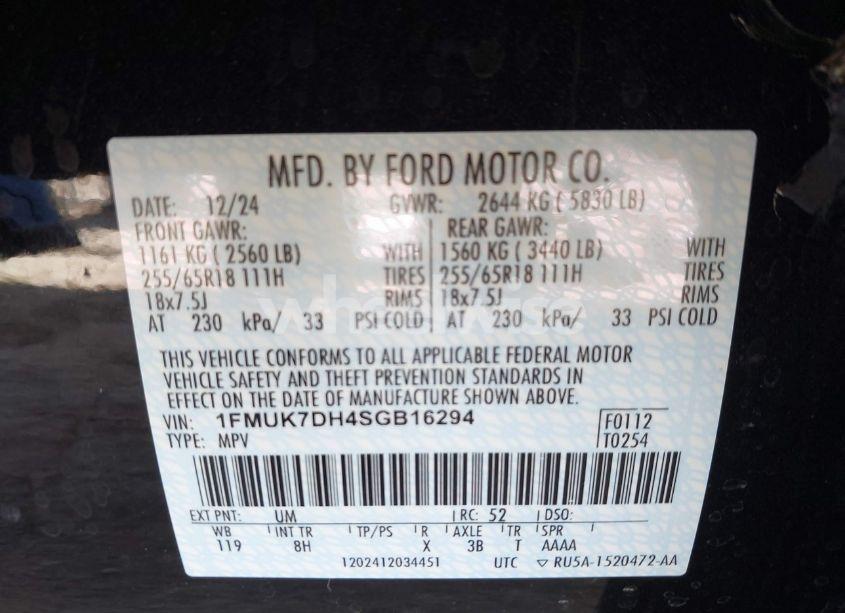 MFD. BY FORD MOTOR CO.
DATE: 12/24 GVWR: 2644 KG ( 5830 LB)
FRONT GAWR: REAR GAWR:
1161 KG ( 2560 LB) WITH 1560 KG ( 3440 LB) WITH
255/65R18 111H TIRES 255/65R18 111H TIRES
18x7.5J RIMS 18x7.5J RIMS
AT 230 kPa/ 33 PSI COLD AT 230 kPa/ 33 PSI COLD
THIS VEHICLE CONFORMS TO ALL APPLICABLE FEDERAL MOTOR
VEHICLE SAFETY AND THEFT PREVENTION STANDARDS IN
EFFECT ON THE DATE OF MANUFACTURE SHOWN ABOVE.
VIN: 1FMUK7DH4SGB16294 F0112
TYPE: MPV T0254
EXT PNT: UM RC: 52 DSO:
WB INT TR TP/PS R AXLE TR SPR
119 8H X 3B T AAAA
1202412034451 UTC ▽ RU5A-1520472-AA